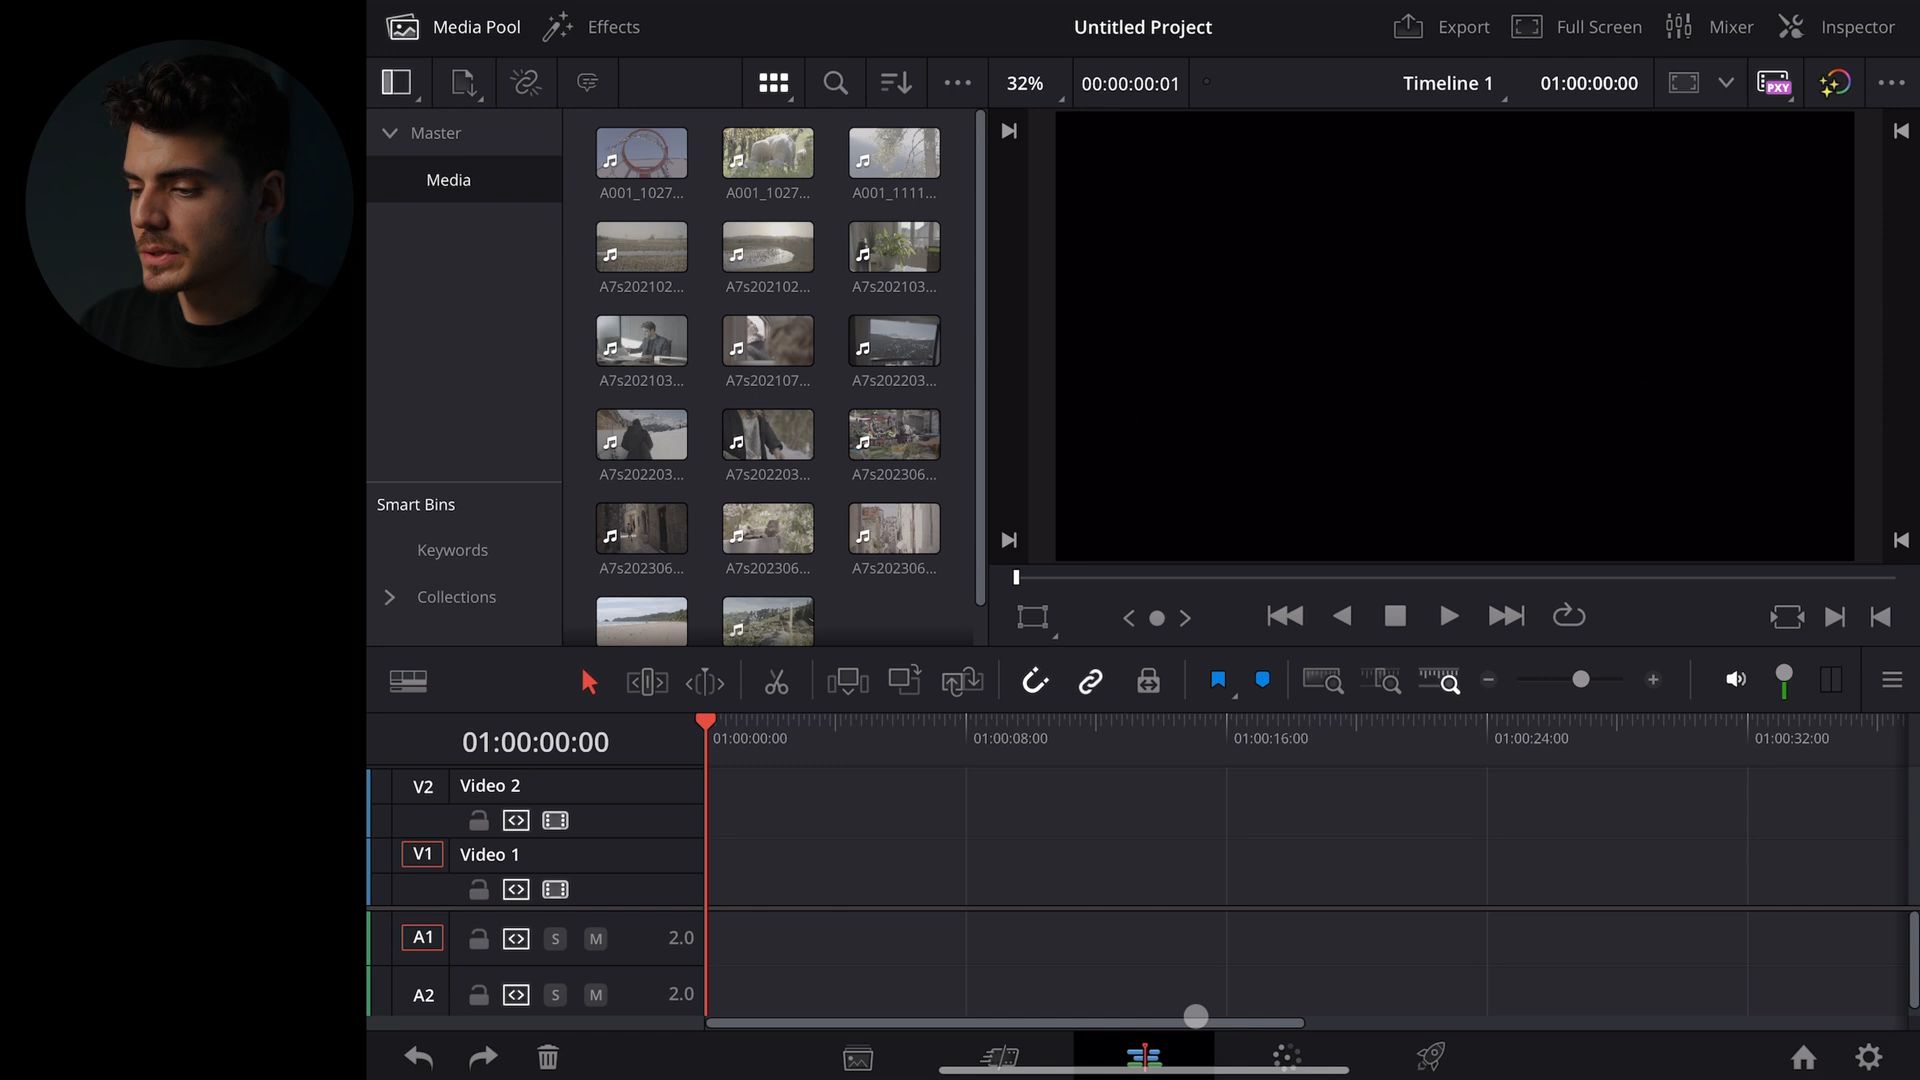 Media Pool
Effects
Untitled Project
Export
Full Screen
Mixer
Inspector
32%
00:00:00:01
Timeline 1
01:00:00:00
PXY
Master
Media
A001_1027...
A001_1027...
A001_1111...
A7s202102...
A7s202102...
A7s202103...
A7s202103...
A7s202107...
A7s202203...
A7s202203...
A7s202203...
A7s202306...
A7s202306...
A7s202306...
A7s202306...
Smart Bins
Keywords
Collections
01:00:00:00
01:00:00:00
01:00:08:00
01:00:16:00
01:00:24:00
01:00:32:00
V2
Video 2
V1
Video 1
A1
S
M
2.0
A2
S
M
2.0